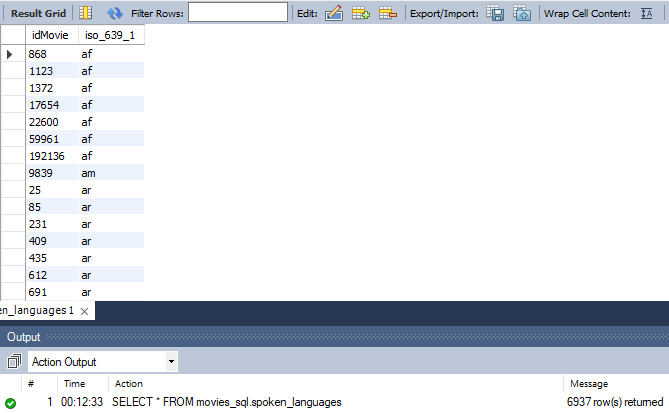 Result Grid Filter Rows: Edit: Export/Import: Wrap Cell Content:
idMovie iso_639_1
868 af
1123 af
1372 af
17654 af
22600 af
59961 af
192136 af
9839 am
25 ar
85 ar
231 ar
409 ar
435 ar
612 ar
691 ar
en_languages 1
Output
Action Output
# Time Action Message
1 00:12:33 SELECT * FROM movies_sql.spoken_languages 6937 row(s) returned